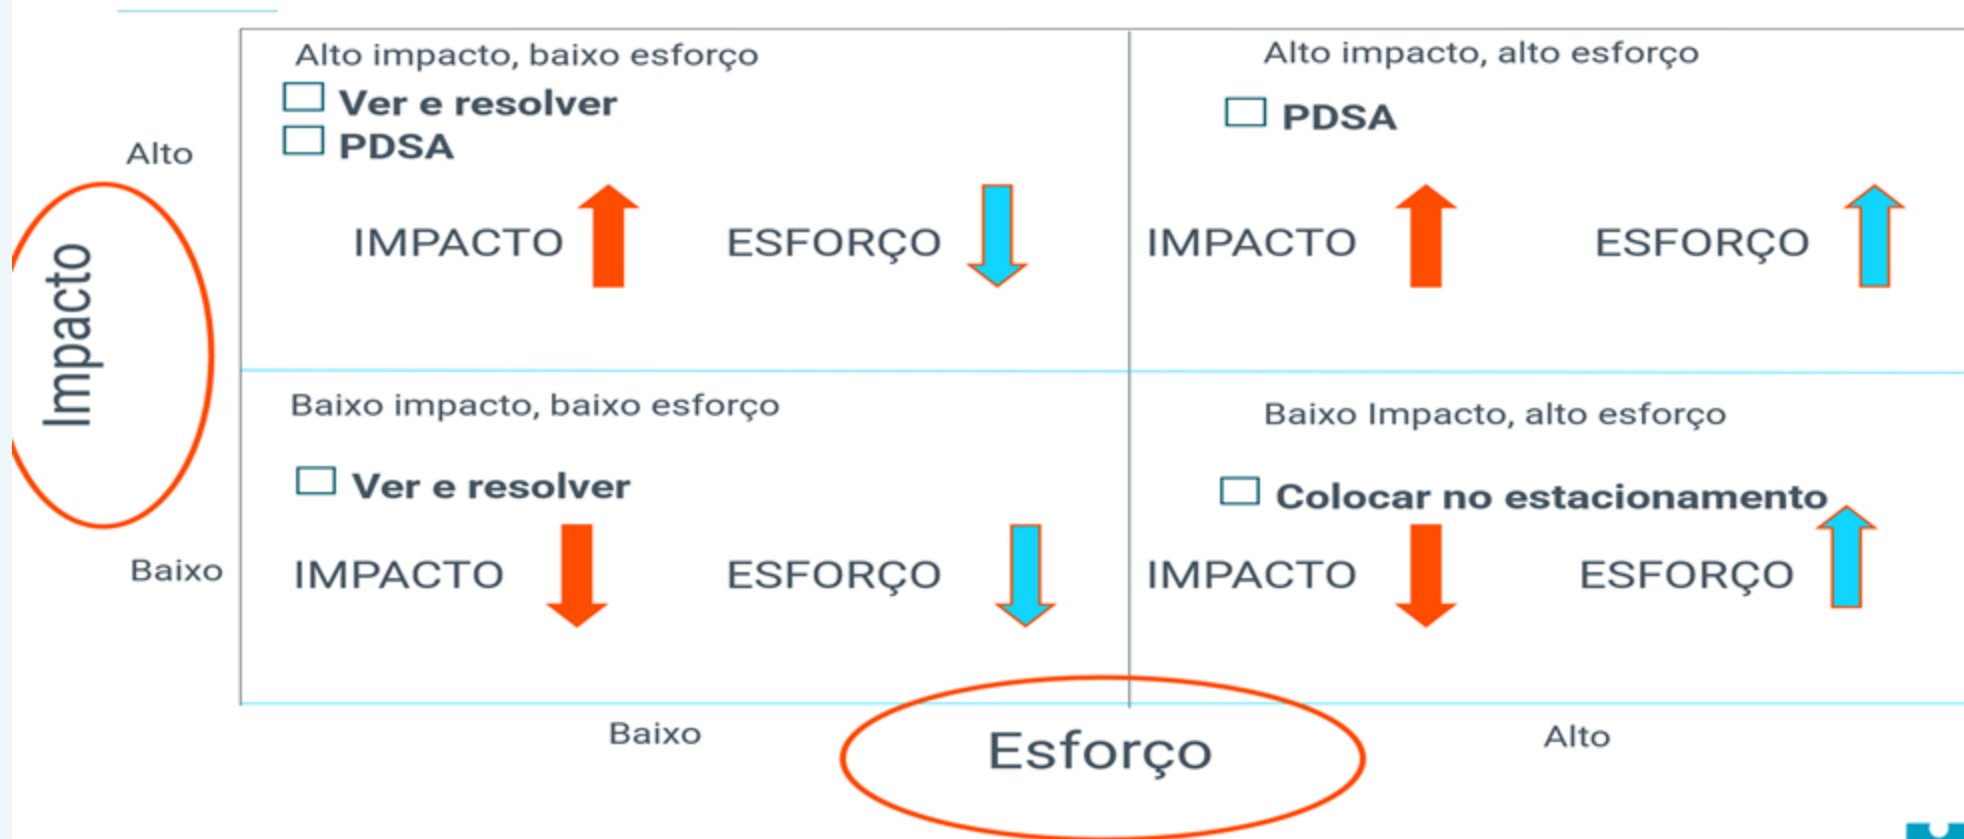 Alto impacto, baixo esforço
Ver e resolver
PDSA
IMPACTO ESFORÇO
Alto impacto, alto esforço
PDSA
IMPACTO ESFORÇO
Alto
Impacto
Baixo
Baixo impacto, baixo esforço
Ver e resolver
IMPACTO ESFORÇO
Baixo Impacto, alto esforço
Colocar no estacionamento
IMPACTO ESFORÇO
Baixo
Esforço
Alto